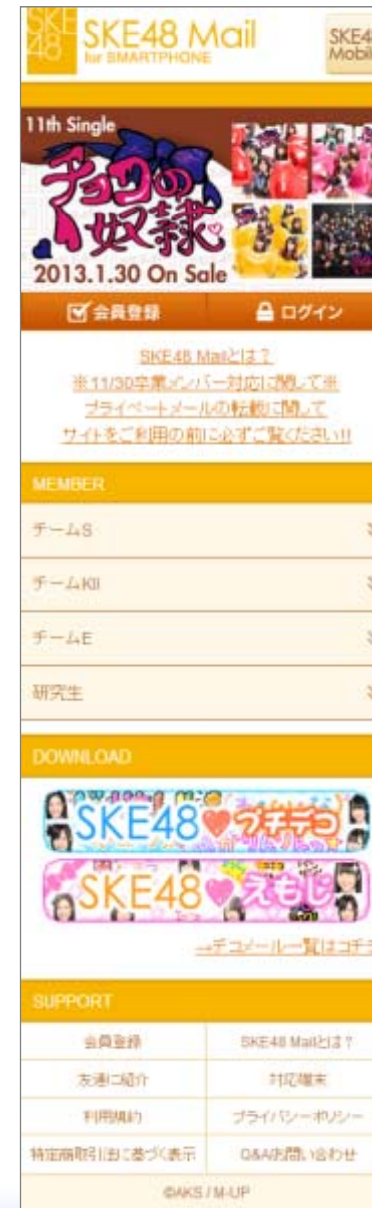 SKE48
SKE48 Mail
for SMARTPHONE
SKE4
Mobil
11th Single
チョコの奴隷
2013.1.30 On Sale
会員登録
ログイン
SKE48 Mailとは？
※11/30卒業メンバー対応に関して※
プライベートメールの転載に関して
サイトをご利用の前に必ずご覧ください!!
MEMBER
チームS
チームKII
チームE
研究生
DOWNLOAD
SKE48♥プチデコ
SKE48♥えもじ
→デコメール一覧はコチラ
SUPPORT
会員登録
SKE48 Mailとは？
友達に紹介
対応端末
利用規約
プライバシーポリシー
特定商取引法に基づく表示
Q&A/お問い合わせ
©AKS / M-UP